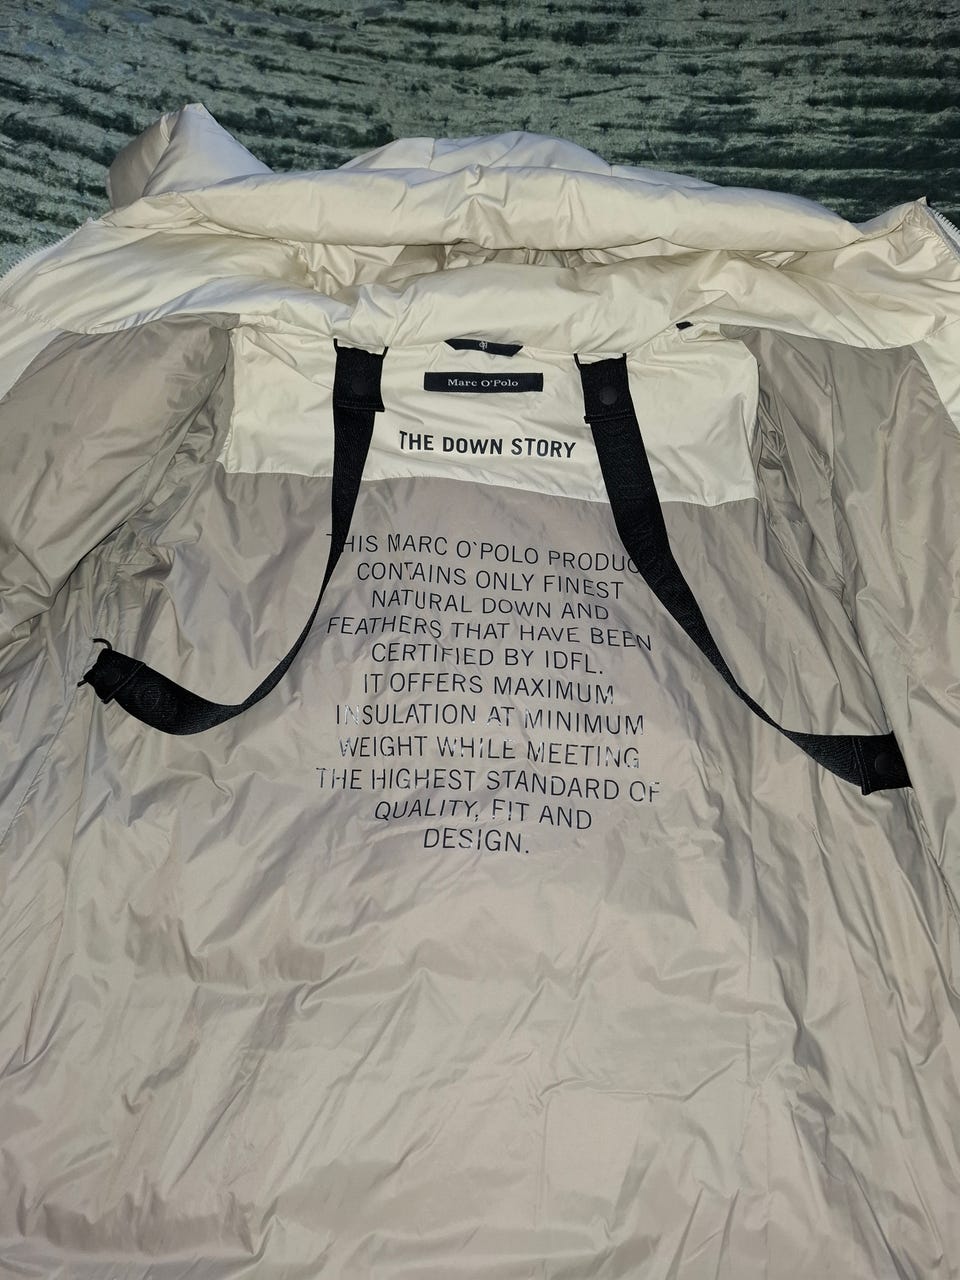 Marc O'Polo
THE DOWN STORY
THIS MARC O`POLO PRODUC
CONTAINS ONLY FINEST
NATURAL DOWN AND
FEATHERS THAT HAVE BEEN
CERTIFIED BY IDFL.
IT OFFERS MAXIMUM
INSULATION AT MINIMUM
WEIGHT WHILE MEETING
THE HIGHEST STANDARD OF
QUALITY, FIT AND
DESIGN.